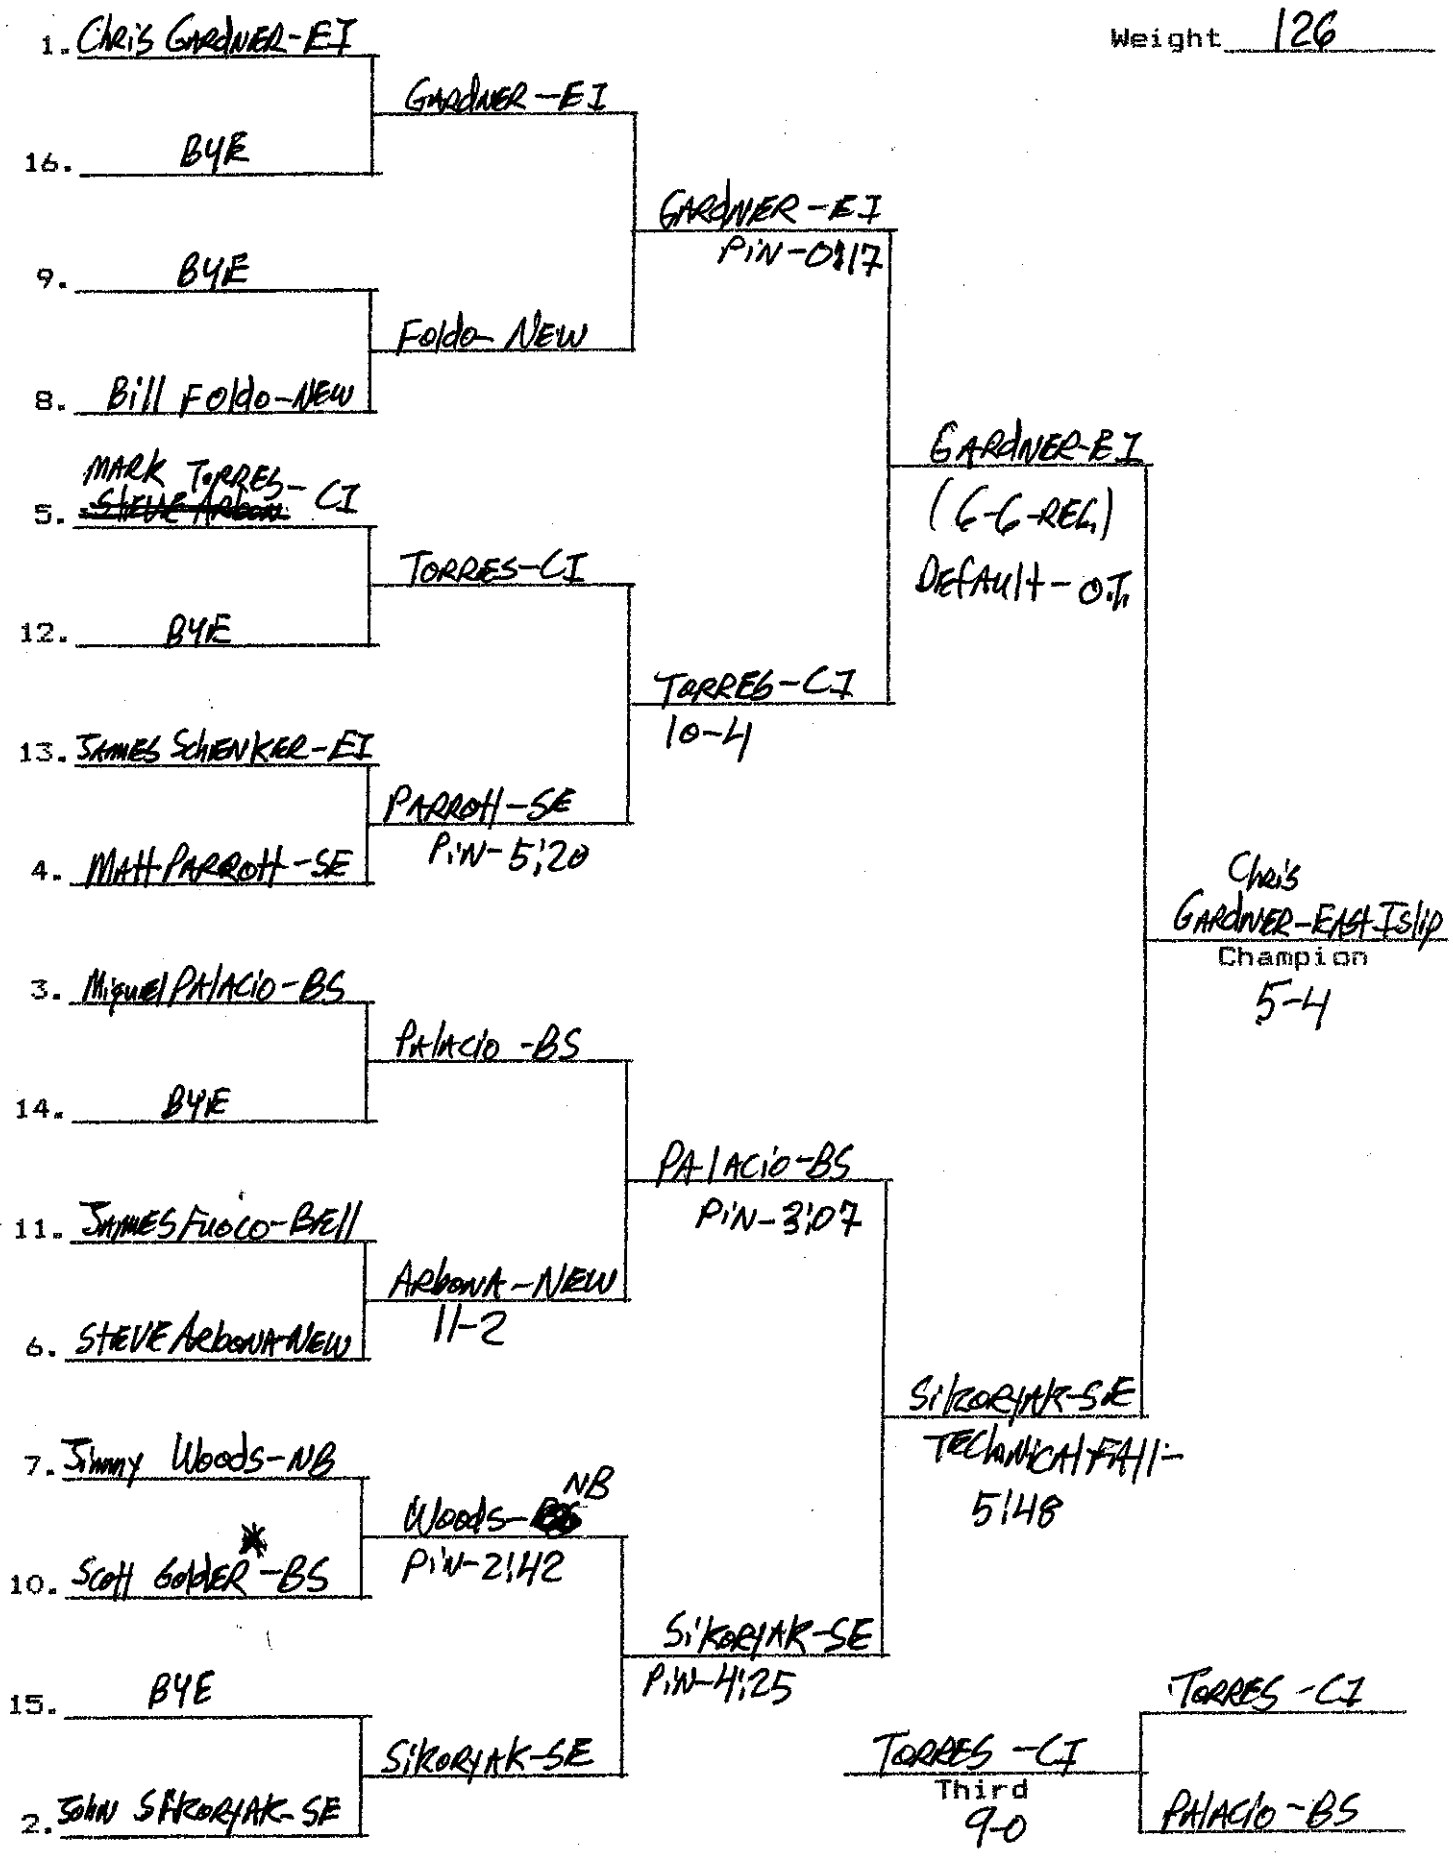 Weight 126
1. Chris Gardner-EI
Gardner-EI
16. BYE
Gardner-EI
Pin-0:17
9. BYE
Foldo-New
8. Bill Foldo-New
Gardner-EI
(6-6-REG.)
Default-O.T.
Mark Torres-CI
5. Steve Arbona
Torres-CI
12. BYE
Torres-CI
10-4
13. James Schenker-EI
Parrott-SE
Pin-5:20
4. Matt Parrott-SE
Chris
Gardner-East Islip
Champion
5-4
3. Miguel Palacio-BS
Palacio-BS
14. BYE
Palacio-BS
Pin-3:07
11. James Fuoco-Bell
Arbona-New
11-2
6. Steve Arbona-New
Sikoryak-SE
Technical Fall-
5:48
7. Jimmy Woods-NB
Woods-NB
Pin-2:42
10. Scott Golder*-BS
Sikoryak-SE
Pin-4:25
15. BYE
Sikoryak-SE
2. John Sikoryak-SE
Torres-CI
Torres-CI
Third
9-0
Palacio-BS